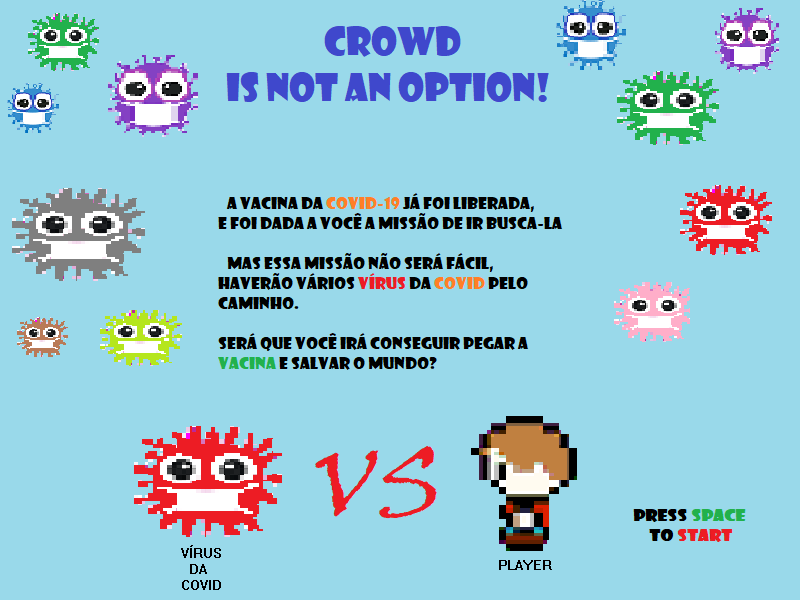 CROWD
IS NOT AN OPTION!
A VACINA DA COVID-19 JÁ FOI LIBERADA,
E FOI DADA A VOCÊ A MISSÃO DE IR BUSCA-LA
MAS ESSA MISSÃO NÃO SERÁ FÁCIL,
HAVERÃO VÁRIOS VÍRUS DA COVID PELO
CAMINHO.
SERÁ QUE VOCÊ IRÁ CONSEGUIR PEGAR A
VACINA E SALVAR O MUNDO?
VS
VÍRUS
DA
COVID
PLAYER
PRESS SPACE
TO START